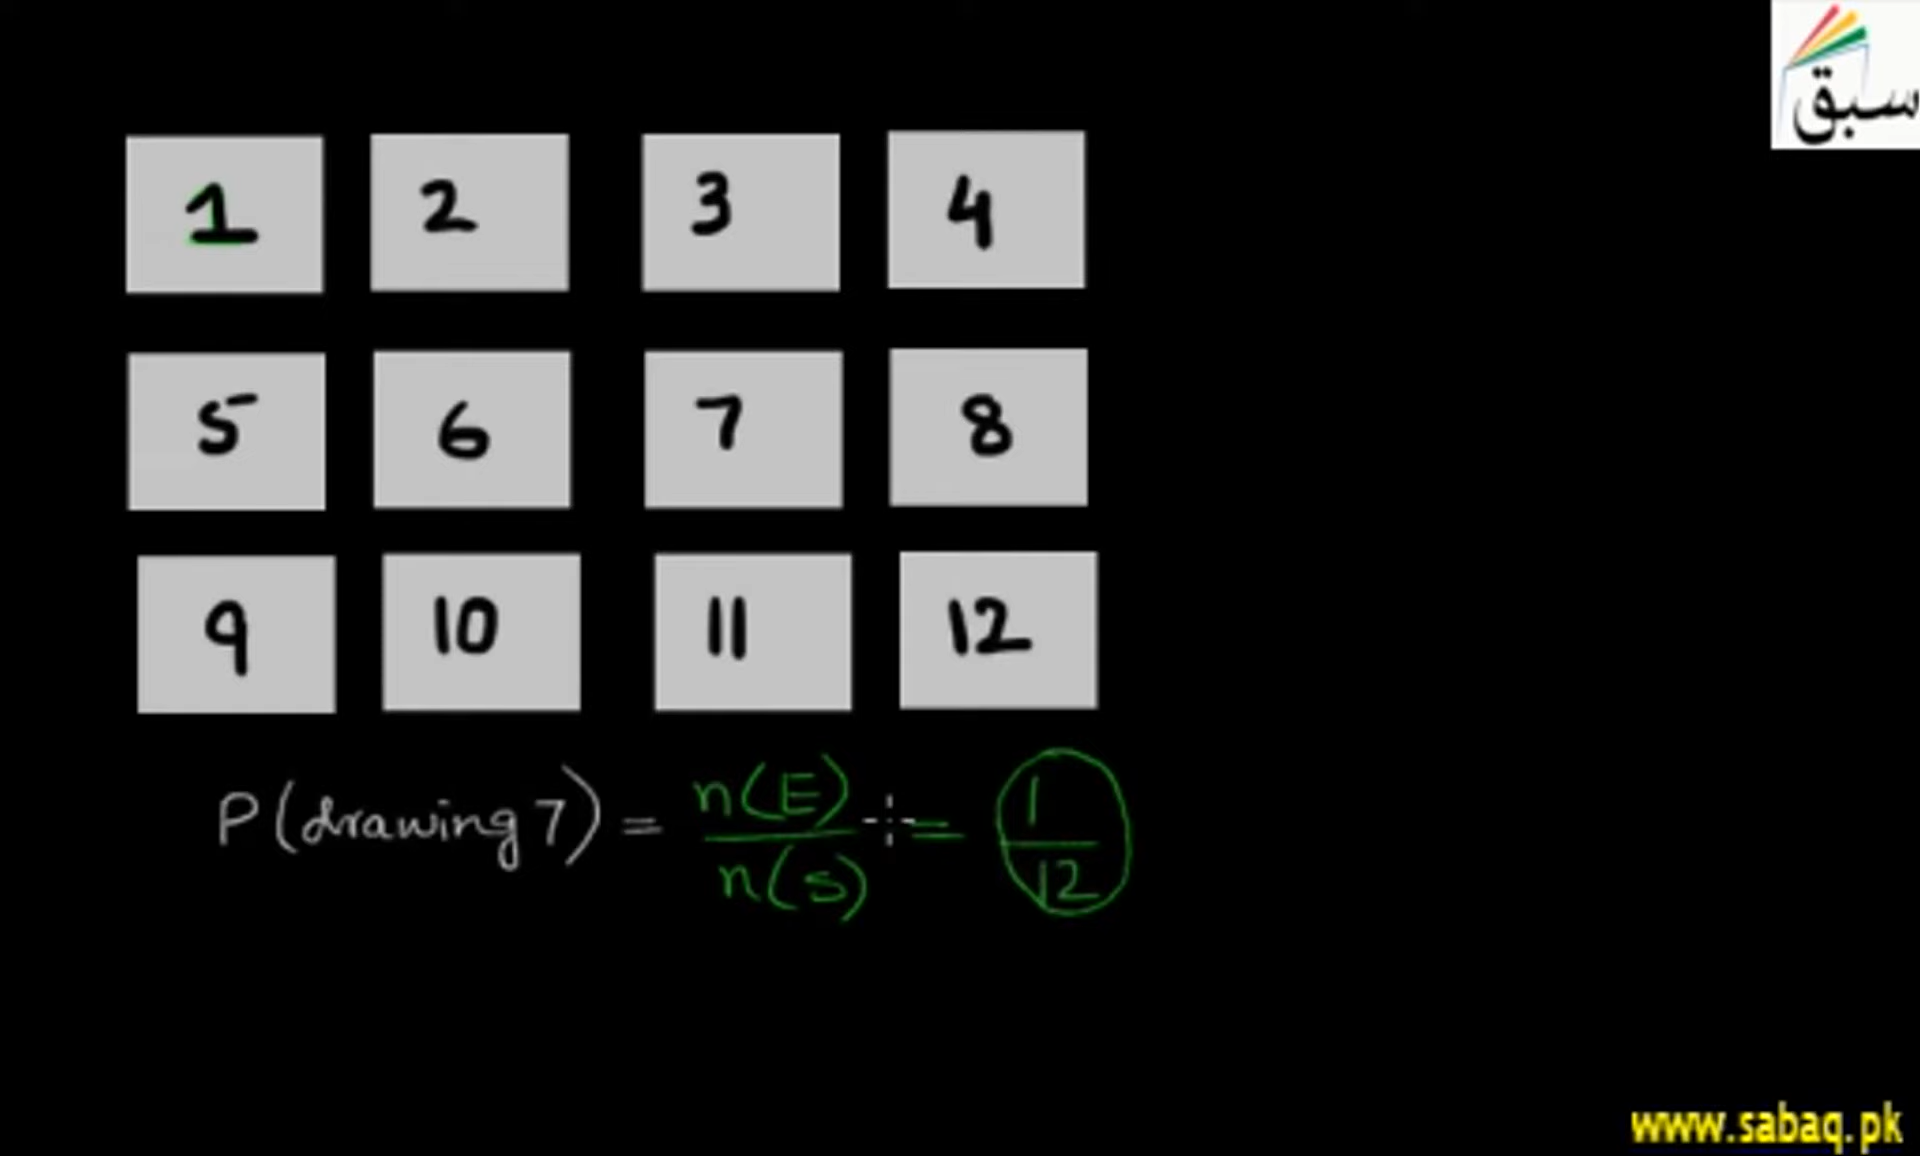 سبق
1 2 3 4
5 6 7 8
9 10 11 12
P(drawing 7) = n(E)/n(S) = 1/12
www.sabaq.pk